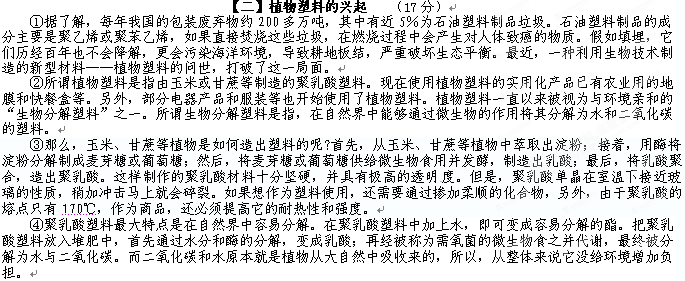 【二】植物塑料的兴起 （17分）
①据了解，每年我国的包装废弃物约200多万吨，其中有近5%为石油塑料制品垃圾。石油塑料制品的成
分主要是聚乙烯或聚苯乙烯，如果直接焚烧这些垃圾，在燃烧过程中会产生对人体致癌的物质。假如填埋，它
们历经百年也不会降解，更会污染海洋环境，导致耕地板结，严重破坏生态平衡。最近，一种利用生物技术制
造的新型材料——植物塑料的问世，打破了这一局面。
②所谓植物塑料是指由玉米或甘蔗等制造的聚乳酸塑料。现在使用植物塑料的实用化产品已有农业用的地
膜和快餐盒等。另外，部分电器产品和服装等也开始使用了植物塑料。植物塑料一直以来被视为与环境亲和的
“生物分解塑料”之一。所谓生物分解塑料是指，在自然界中能够通过微生物的作用将其分解为水和二氧化碳
的塑料。
③那么，玉米、甘蔗等植物是如何造出塑料的呢?首先，从玉米、甘蔗等植物中萃取出淀粉；接着，用酶将
淀粉分解制成麦芽糖或葡萄糖；然后，将麦芽糖或葡萄糖供给微生物食用并发酵，制造出乳酸；最后，将乳酸聚
合，造出聚乳酸。这样制作的聚乳酸材料十分坚硬，并具有极高的透明度。但是，聚乳酸单晶在室温下接近玻
璃的性质，稍加冲击马上就会碎裂。如果想作为塑料使用，还需要通过掺加柔顺的化合物，另外，由于聚乳酸的
熔点只有170℃，作为商品，还必须提高它的耐热性和强度。
④聚乳酸塑料最大特点是在自然界中容易分解。在聚乳酸塑料中加上水，即可变成容易分解的酯。把聚乳
酸塑料放入堆肥中，首先通过水分和酶的分解，变成乳酸；再经被称为需氧菌的微生物食之并代谢，最终被分
解为水与二氧化碳。而二氧化碳和水原本就是植物从大自然中吸收来的，所以，从整体来说它没给环境增加负
担。